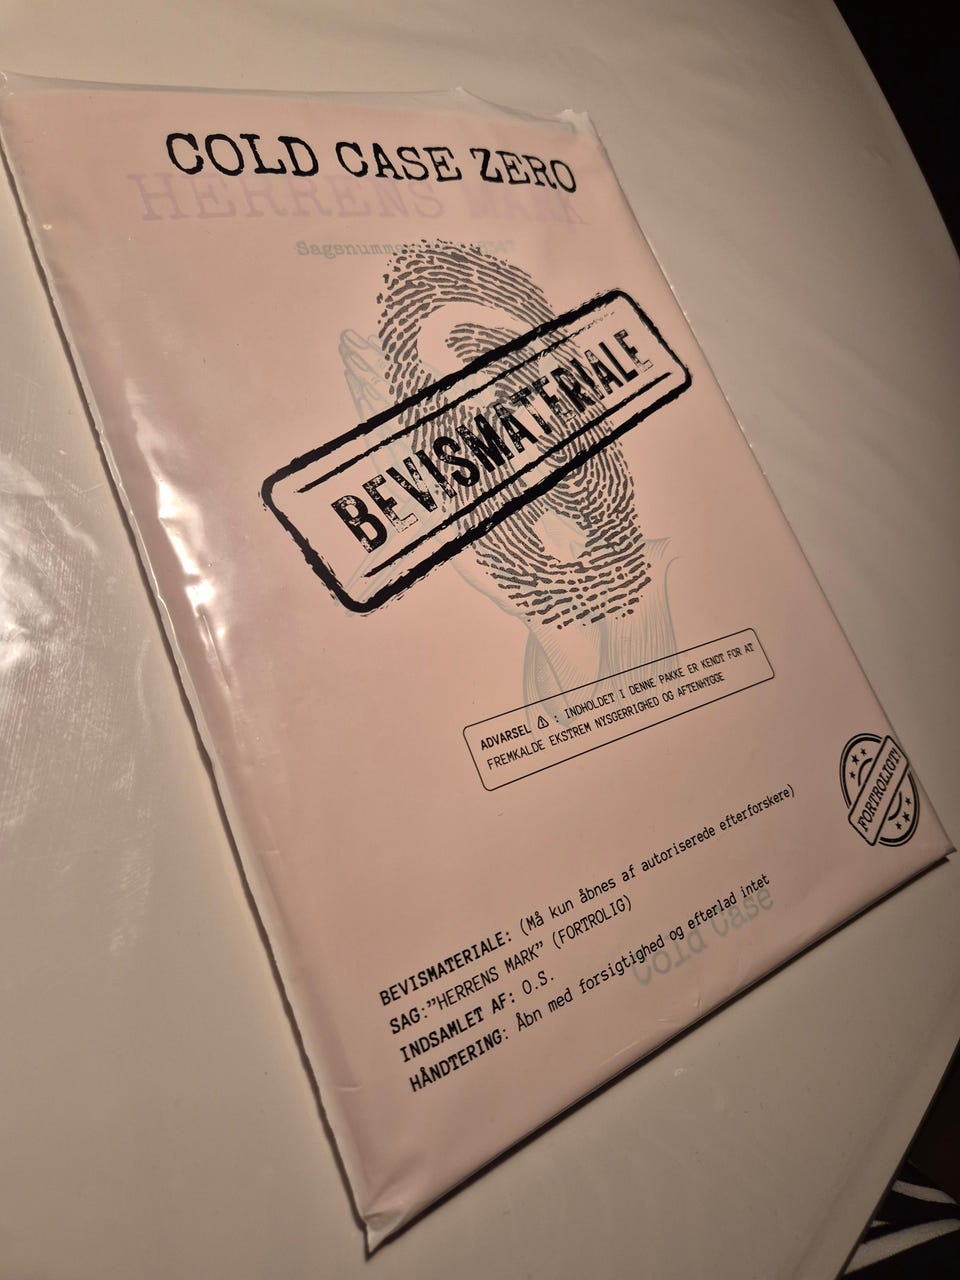 COLD CASE ZERO
HERRENS MARK
Sagsnummer
BEVISMATERIALE
ADVARSEL ⚠ : INDHOLDET I DENNE PAKKE ER KENDT FOR AT
FREMKALDE EKSTREM NYSGERRIGHED OG AFTENHYGGE
FORTROLIGT!
BEVISMATERIALE: (Må kun åbnes af autoriserede efterforskere)
SAG:”HERRENS MARK” (FORTROLIG)
INDSAMLET AF: O.S.
HÅNDTERING: Åbn med forsigtighed og efterlad intet
Cold Case